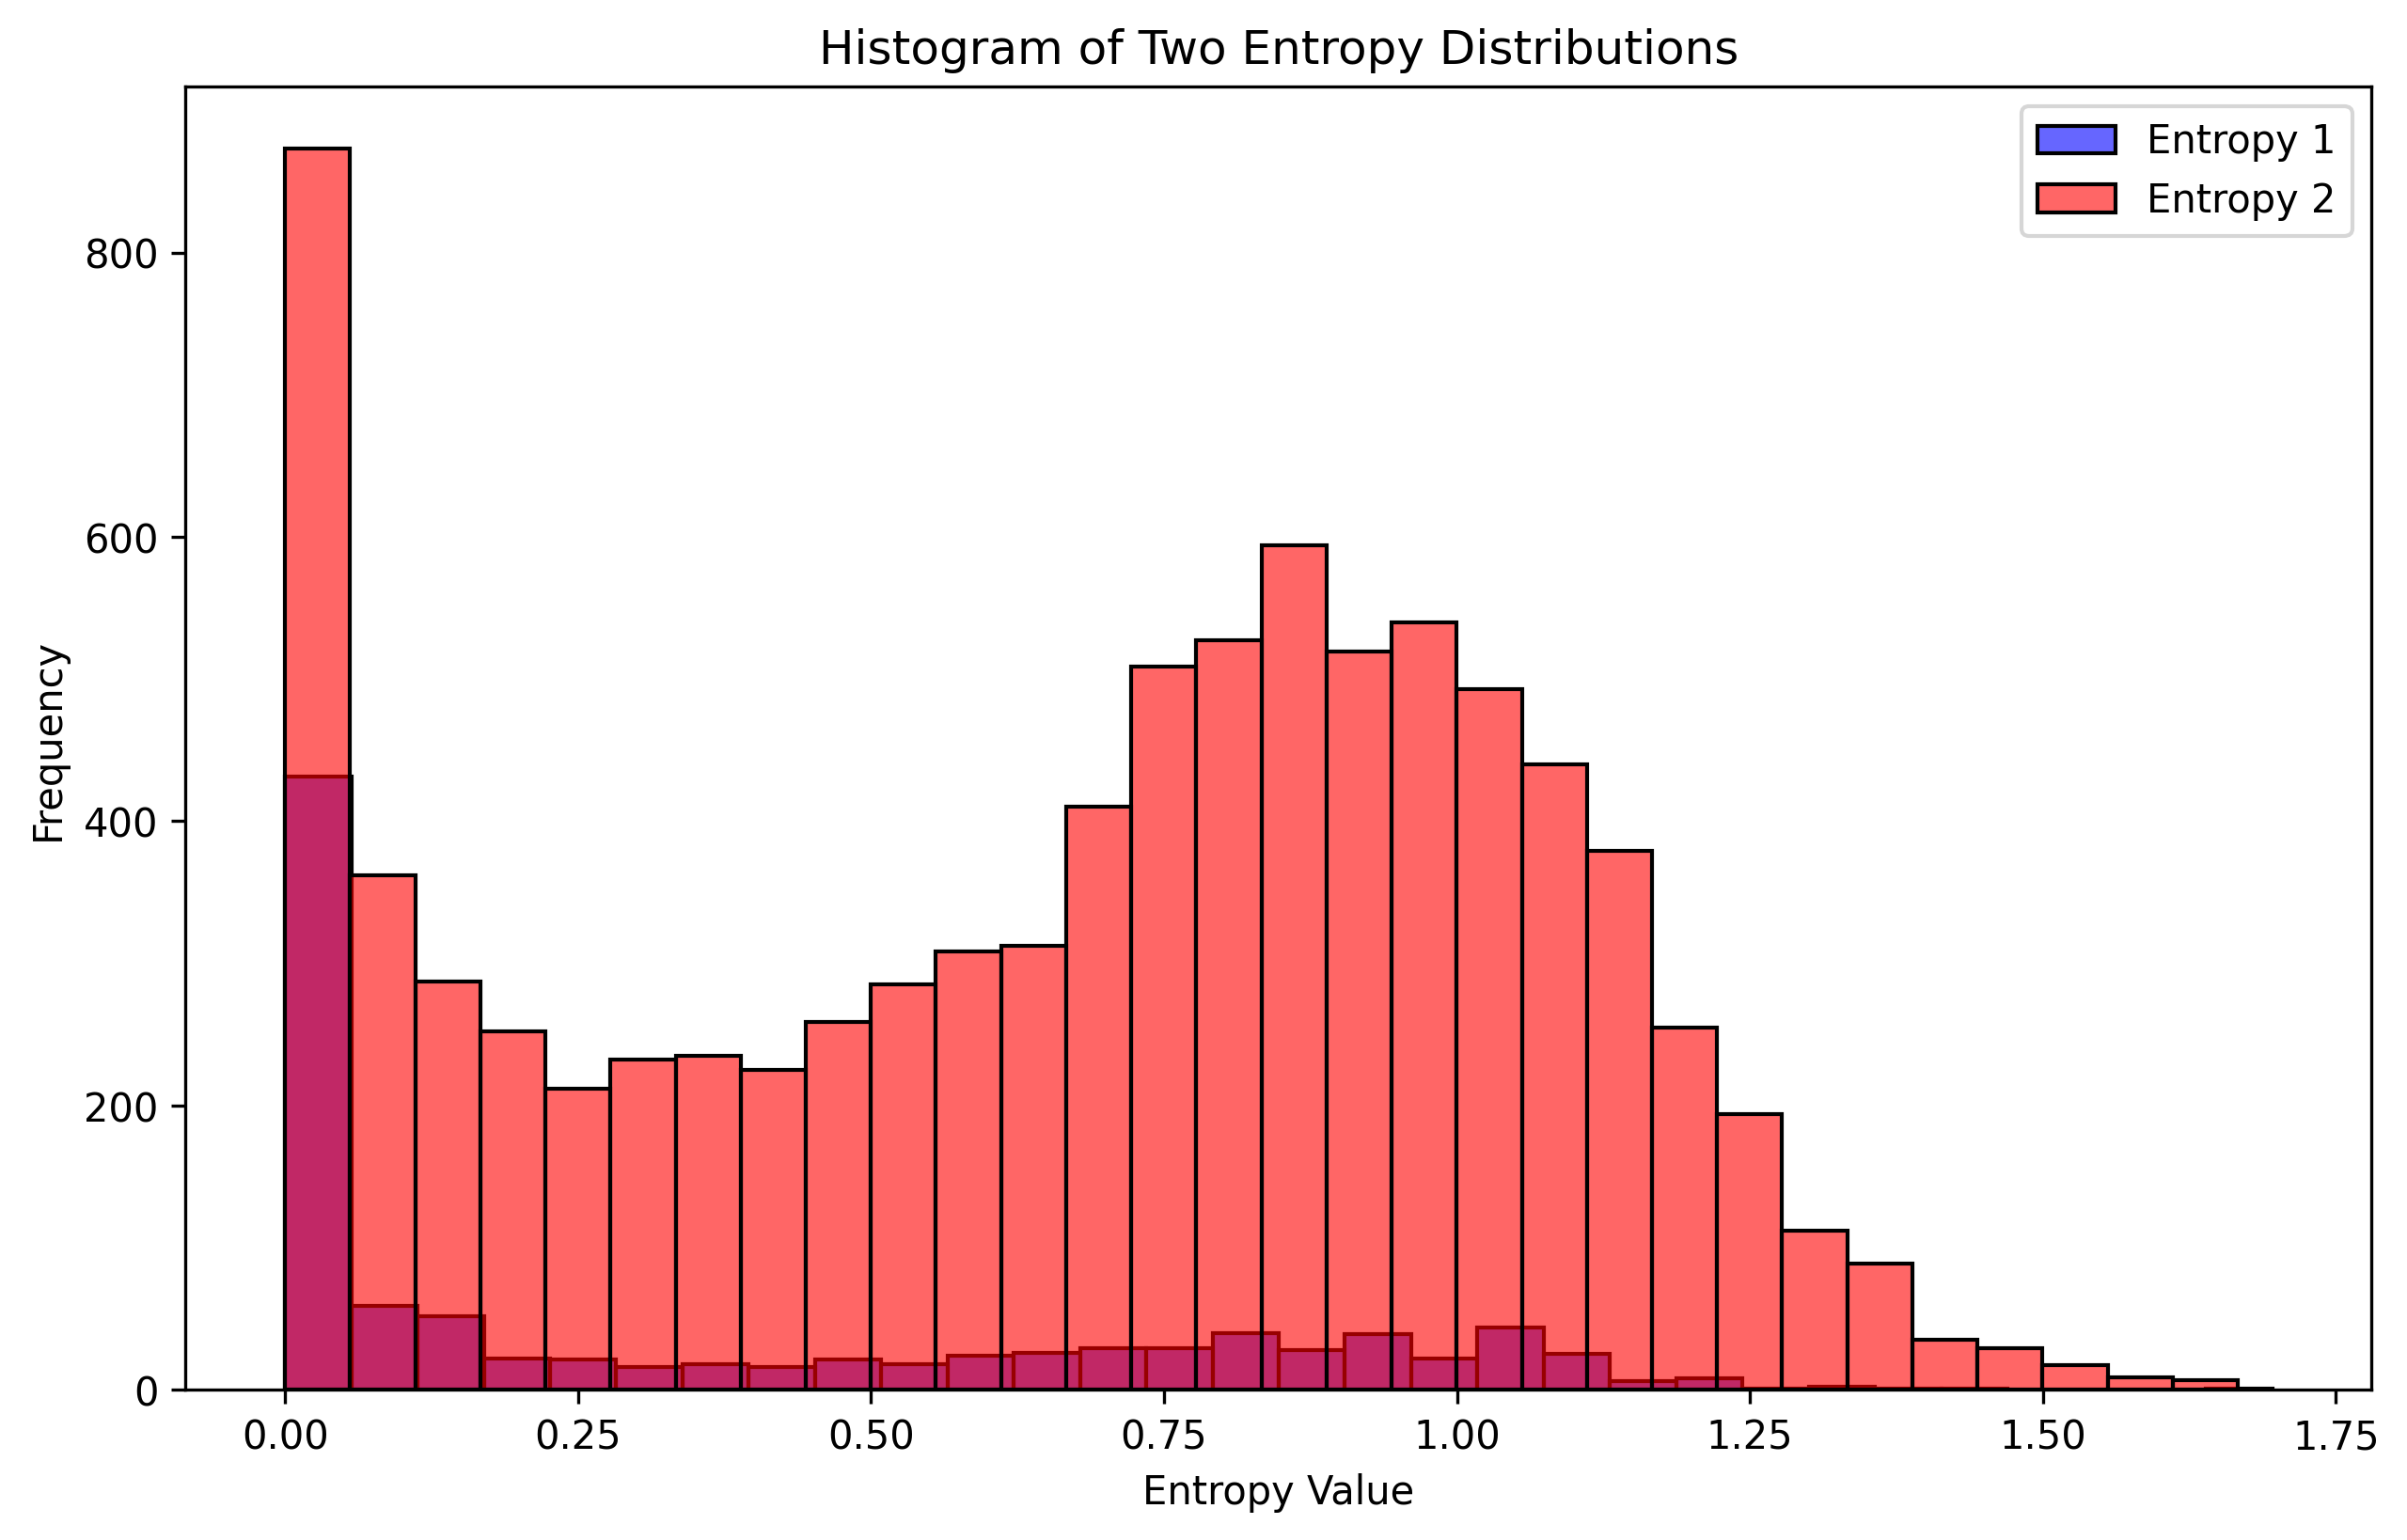 Histogram of Two Entropy Distributions
Entropy 1
Entropy 2
Frequency
800
600
400
200
0
0.00 0.25 0.50 0.75 1.00 1.25 1.50 1.75
Entropy Value